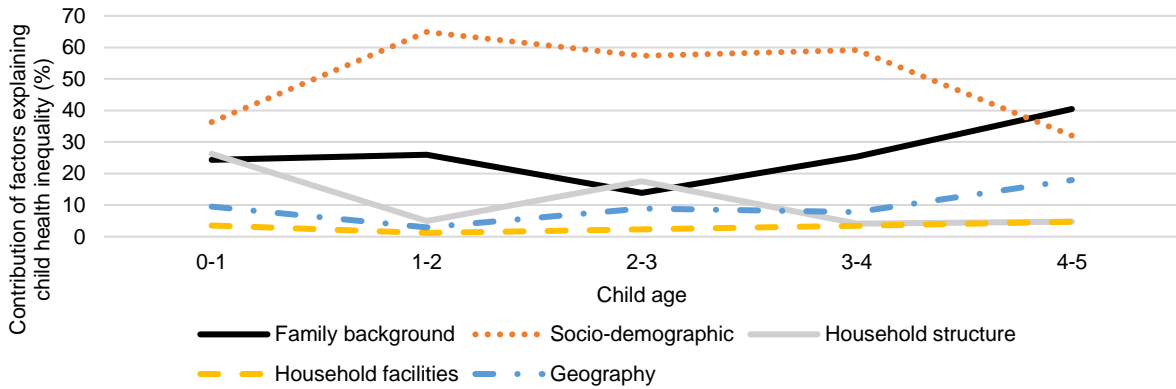 Contribution of factors explaining
child health inequality (%)
70
60
50
40
30
20
10
0
0-1 1-2 2-3 3-4 4-5
Child age
Family background Socio-demographic Household structure
Household facilities Geography